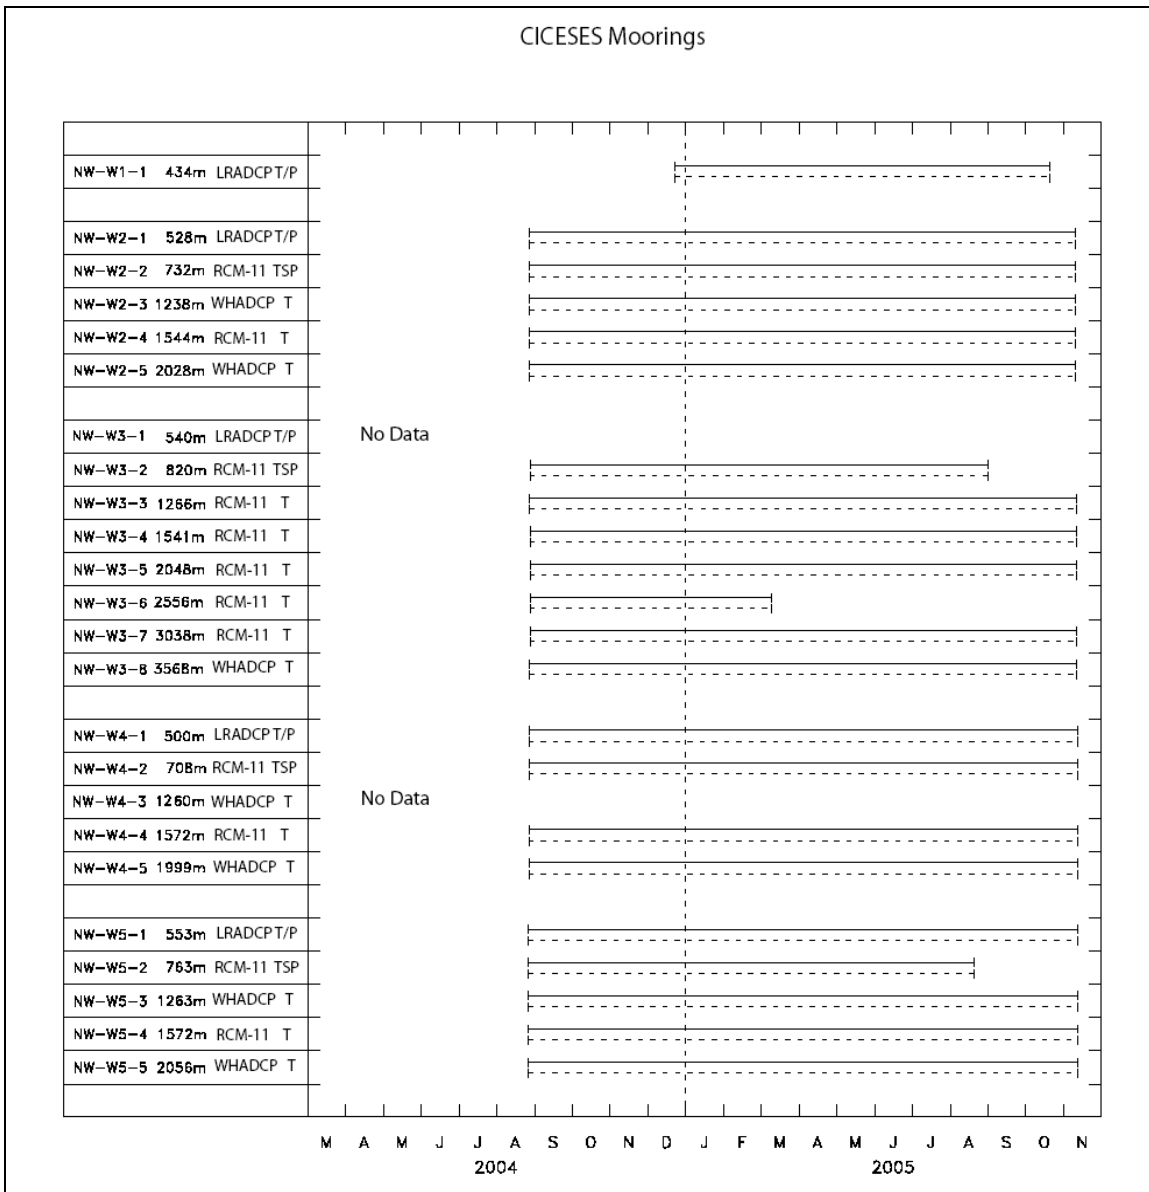 CICESES Moorings
NW-W1-1 434m LRADCP T/P
NW-W2-1 528m LRADCP T/P
NW-W2-2 732m RCM-11 TSP
NW-W2-3 1238m WHADCP T
NW-W2-4 1544m RCM-11 T
NW-W2-5 2028m WHADCP T
NW-W3-1 540m LRADCP T/P No Data
NW-W3-2 820m RCM-11 TSP
NW-W3-3 1266m RCM-11 T
NW-W3-4 1541m RCM-11 T
NW-W3-5 2048m RCM-11 T
NW-W3-6 2556m RCM-11 T
NW-W3-7 3038m RCM-11 T
NW-W3-8 3568m WHADCP T
NW-W4-1 500m LRADCP T/P
NW-W4-2 708m RCM-11 TSP
NW-W4-3 1260m WHADCP T No Data
NW-W4-4 1572m RCM-11 T
NW-W4-5 1999m WHADCP T
NW-W5-1 553m LRADCP T/P
NW-W5-2 763m RCM-11 TSP
NW-W5-3 1263m WHADCP T
NW-W5-4 1572m RCM-11 T
NW-W5-5 2056m WHADCP T
M A M J J A S O N D J F M A M J J A S O N
2004 2005